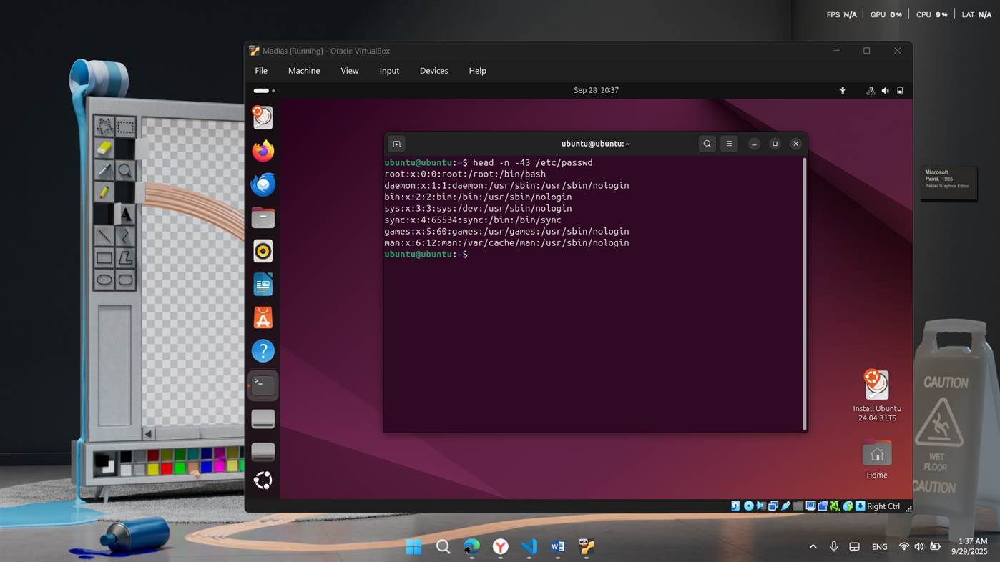 FPS N/A GPU 0% CPU 9% LAT N/A
Madias [Running] - Oracle VirtualBox
File Machine View Input Devices Help
Sep 28 20:37
ubuntu@ubuntu: ~
ubuntu@ubuntu:~$ head -n -43 /etc/passwd
root:x:0:0:root:/root:/bin/bash
daemon:x:1:1:daemon:/usr/sbin:/usr/sbin/nologin
bin:x:2:2:bin:/bin:/usr/sbin/nologin
sys:x:3:3:sys:/dev:/usr/sbin/nologin
sync:x:4:65534:sync:/bin:/bin/sync
games:x:5:60:games:/usr/games:/usr/sbin/nologin
man:x:6:12:man:/var/cache/man:/usr/sbin/nologin
ubuntu@ubuntu:~$
Install Ubuntu
24.04.3 LTS
Home
Right Ctrl
A
Microsoft
Paint, 1985
Raster Graphics Editor
CAUTION
WET
FLOOR
CAUTION
ENG
1:37 AM
9/29/2025